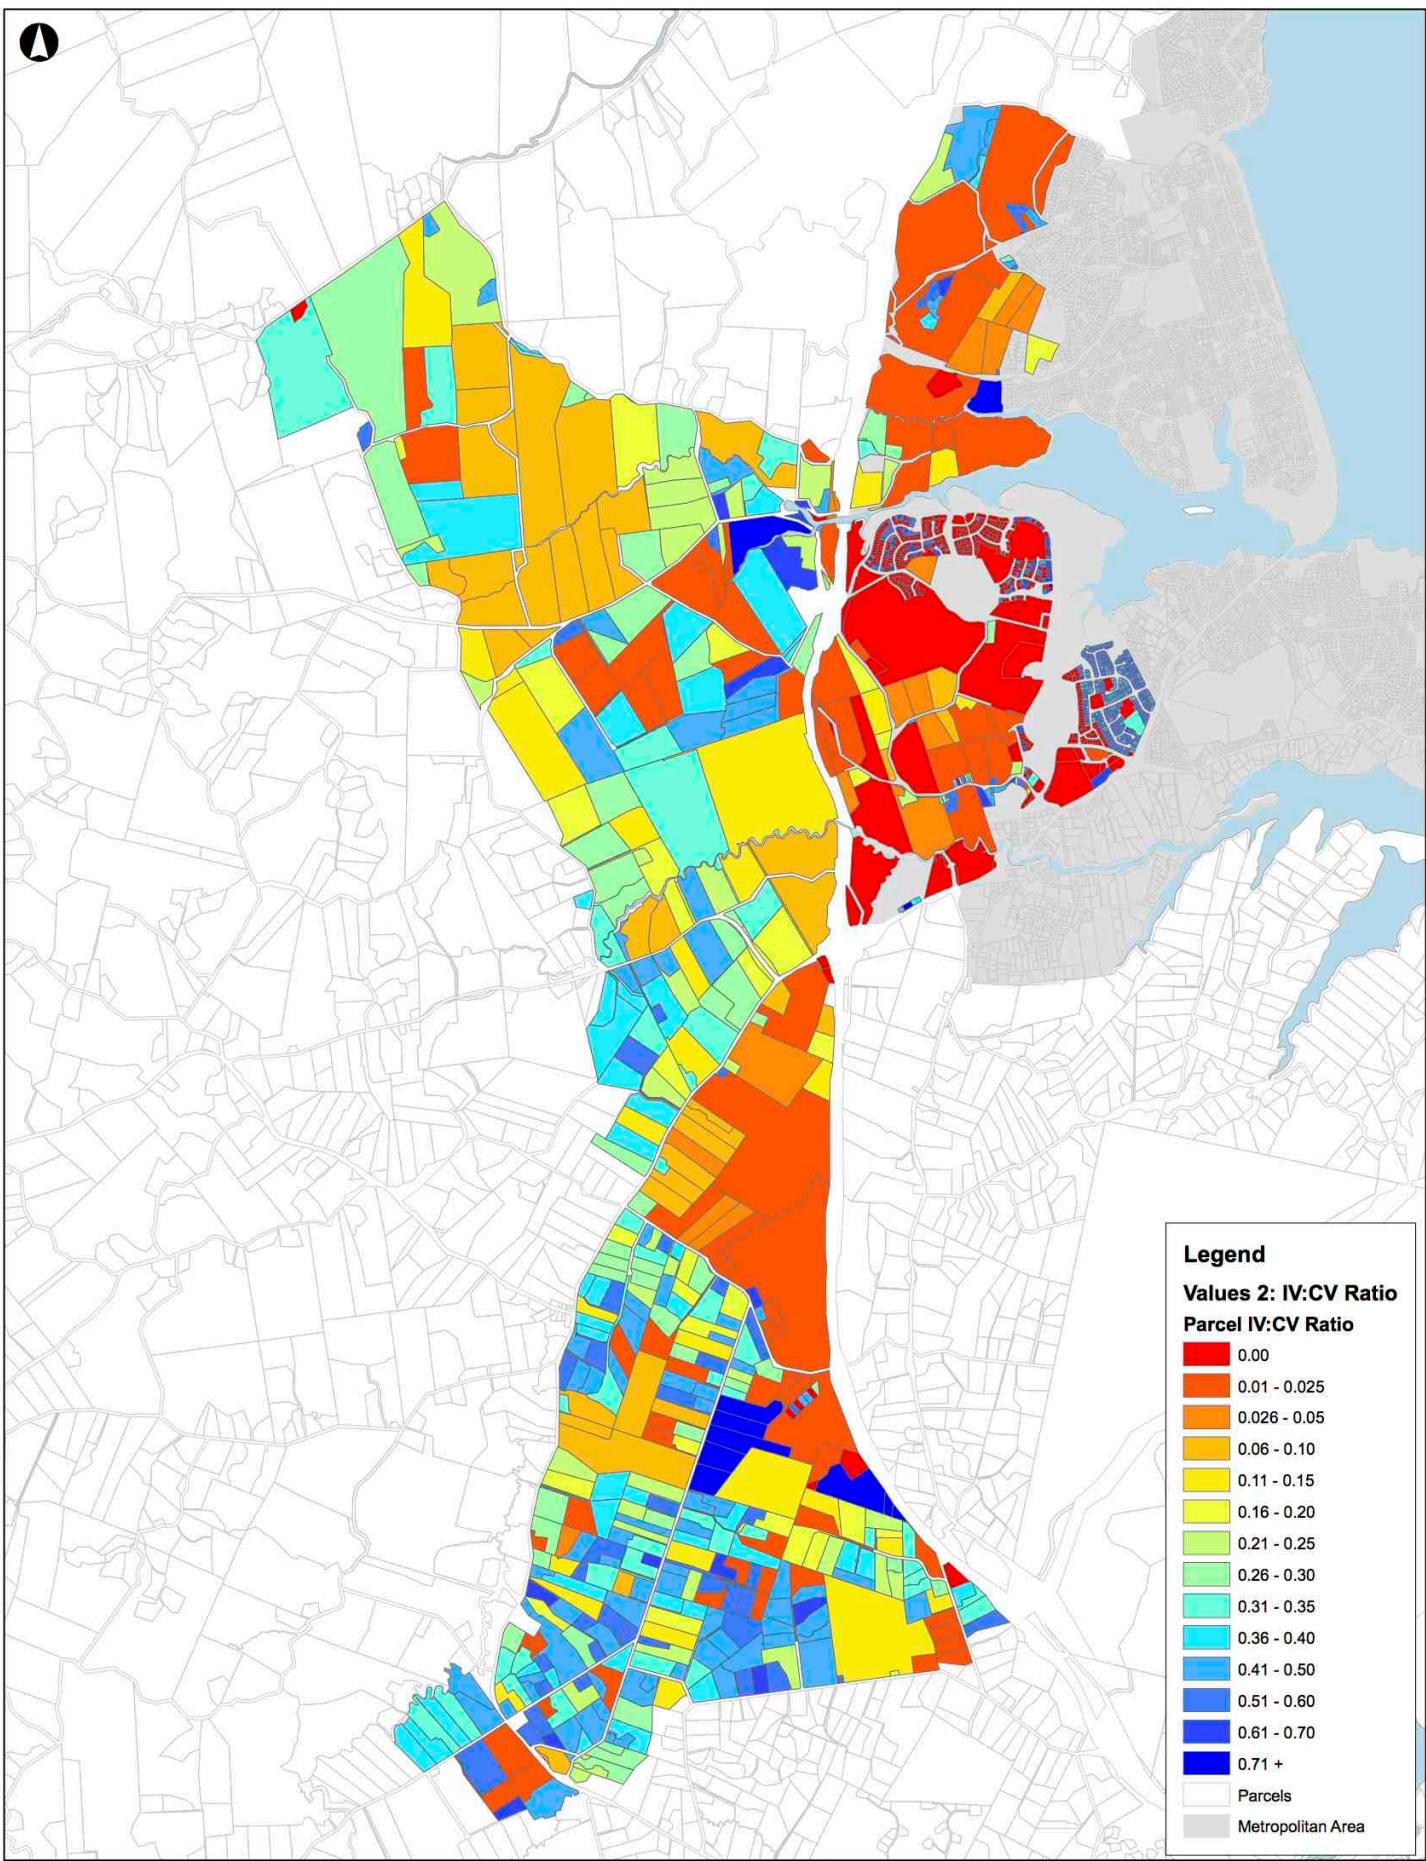 Legend
Values 2: IV:CV Ratio
Parcel IV:CV Ratio
0.00
0.01 - 0.025
0.026 - 0.05
0.06 - 0.10
0.11 - 0.15
0.16 - 0.20
0.21 - 0.25
0.26 - 0.30
0.31 - 0.35
0.36 - 0.40
0.41 - 0.50
0.51 - 0.60
0.61 - 0.70
0.71 +
Parcels
Metropolitan Area